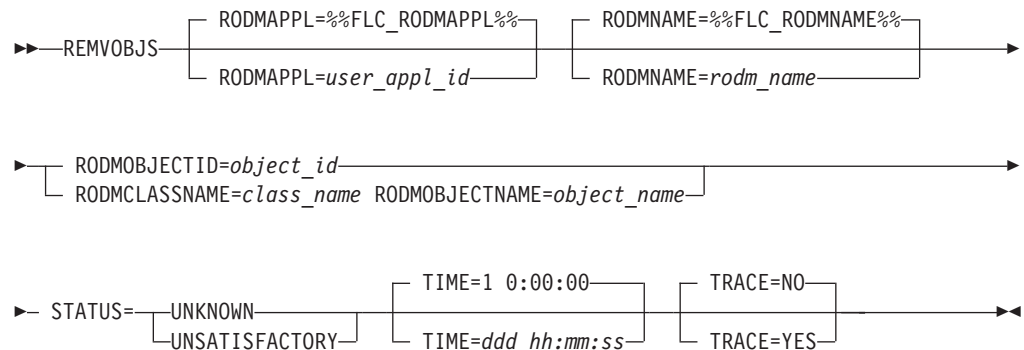 RODMAPPL=%%FLC_RODMAPPL%% RODMNAME=%%FLC_RODMNAME%%
REMVOBJS
RODMAPPL=user_appl_id RODMNAME=rodm_name
RODMOBJECTID=object_id
RODMCLASSNAME=class_name RODMOBJECTNAME=object_name
TIME=1 0:00:00 TRACE=NO
STATUS= UNKNOWN
UNSATISFACTORY TIME=ddd hh:mm:ss TRACE=YES